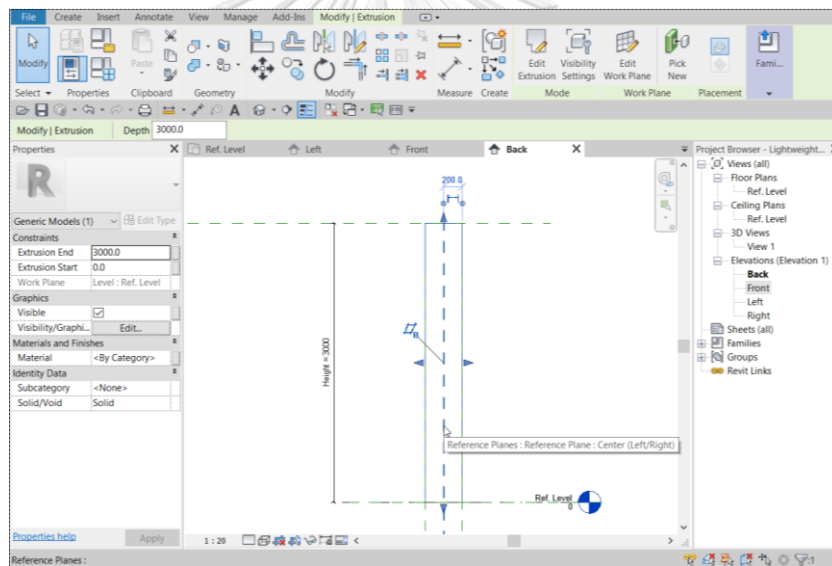 File Create Insert Annotate View Manage Add-Ins Modify | Extrusion
Modify Paste Edit Extrusion Visibility Settings Edit Work Plane Pick New Fami...
Select Properties Clipboard Geometry Modify Measure Create Mode Work Plane Placement
Modify | Extrusion Depth 3000.0
Properties X Ref. Level Left Front Back X Project Browser - Lightweight...
R
Generic Models (1) Edit Type
Constraints
Extrusion End 3000.0
Extrusion Start 0.0
Work Plane Level : Ref. Level
Graphics
Visible
Visibility/Graphi... Edit...
Materials and Finishes
Material <By Category>
Identity Data
Subcategory <None>
Solid/Void Solid
Properties help Apply
200.0
Height = 3000
Reference Planes : Reference Plane : Center (Left/Right)
Ref. Level
0
1 : 20
Views (all)
Floor Plans
Ref. Level
Ceiling Plans
Ref. Level
3D Views
View 1
Elevations (Elevation 1)
Back
Front
Left
Right
Sheets (all)
Families
Groups
Revit Links
Reference Planes : :1